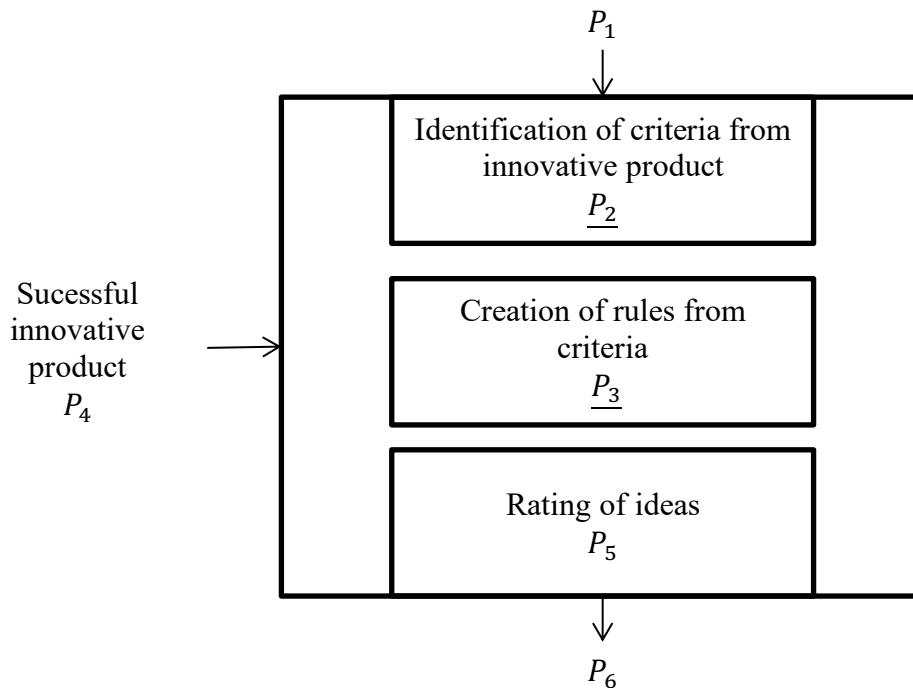 P₁
Identification of criteria from
innovative product
P₂
Creation of rules from
criteria
P₃
Sucessful
innovative
product
P₄
Rating of ideas
P₅
P₆